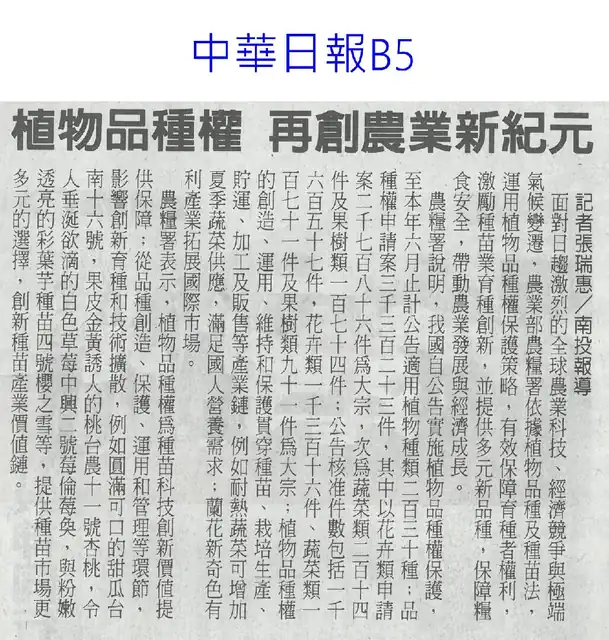 中華日報B5
植物品種權 再創農業新紀元
記者張瑞惠╱南投報導
面對日趨激烈的全球農業科技、經濟競爭與極端
氣候變遷，農業部農糧署依據植物品種及種苗法，
運用植物品種權保護策略，有效保障育種者權利，
激勵種苗業育種創新，並提供多元新品種，保障糧
食安全，帶動農業發展與經濟成長。
農糧署說明，我國自公告實施植物品種權保護，
至本年六月止計公告適用植物種類二百三十種；品
種權申請案三千三百一十三件，其中以花卉類申請
案二千七百八十六件爲大宗，次爲蔬菜類二百十四
件及果樹類一百七十四件；公告核准件數包括一千
六百五十七件，花卉類一千三百十六件、蔬菜類一
百七十一件及果樹類九十一件爲大宗；植物品種權
的創造、運用、維持和保護貫穿種苗、栽培生產、
貯運、加工及販售等產業鏈，例如耐熱蔬菜可增加
夏季蔬菜供應，滿足國人營養需求；蘭花新奇色有
利產業拓展國際市場。
農糧署表示，植物品種權爲種苗科技創新價值提
供保障；從品種創造、保護、運用和管理等環節，
影響創新育種和技術擴散，例如圓滿可口的甜瓜台
南十六號，果皮金黃誘人的桃台農十一號杏桃，令
人垂涎欲滴的白色草莓中興二號莓倫莓奐，與粉嫩
透亮的彩葉芋種苗四號櫻之雪等，提供種苗市場更
多元的選擇，創新種苗產業價值鏈。